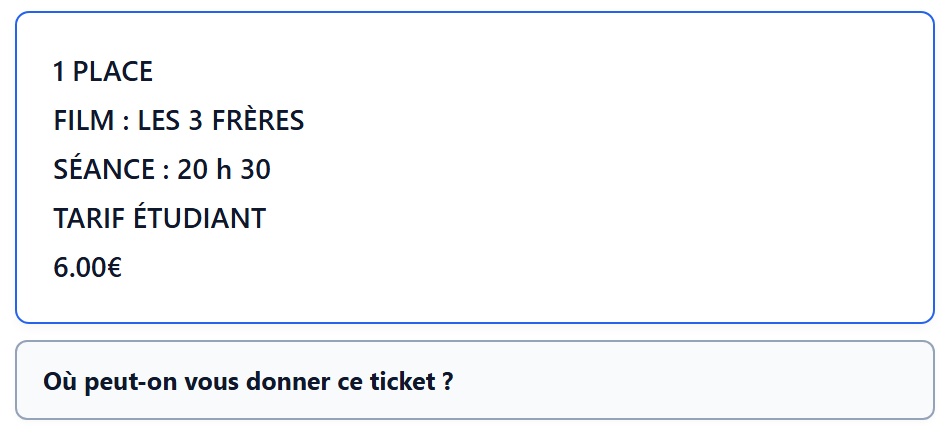 1 PLACE
FILM : LES 3 FRÈRES
SÉANCE : 20 h 30
TARIF ÉTUDIANT
6.00€
Où peut-on vous donner ce ticket ?